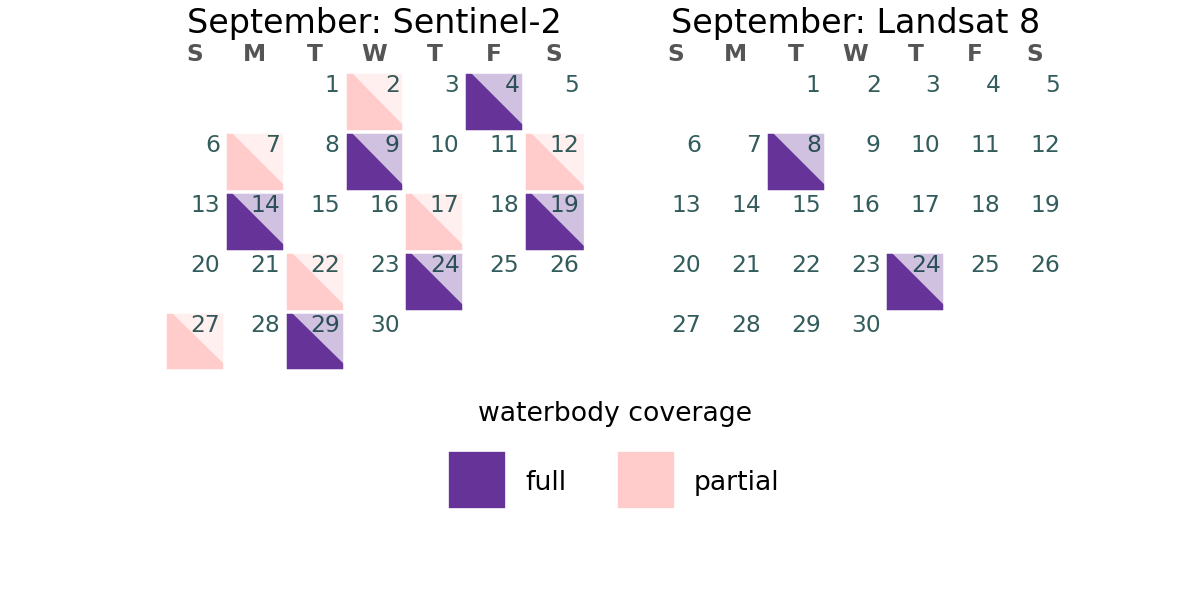 September: Sentinel-2
S M T W T F S
1 2 3 4 5
6 7 8 9 10 11 12
13 14 15 16 17 18 19
20 21 22 23 24 25 26
27 28 29 30
September: Landsat 8
S M T W T F S
1 2 3 4 5
6 7 8 9 10 11 12
13 14 15 16 17 18 19
20 21 22 23 24 25 26
27 28 29 30
waterbody coverage
full
partial